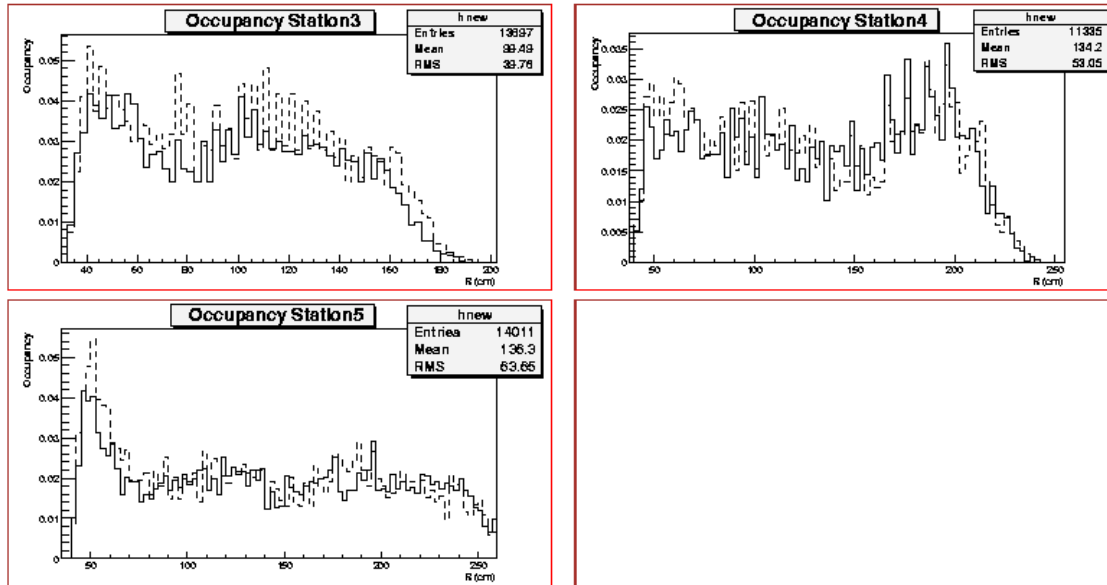 Occupancy Station3
hnew
Entries 13697
Mean 99.49
RMS 39.76
Occupancy
0.05
0.04
0.03
0.02
0.01
0
40 60 80 100 120 140 160 180 200
R (cm)
Occupancy Station4
hnew
Entries 11335
Mean 134.2
RMS 53.05
Occupancy
0.035
0.03
0.025
0.02
0.015
0.01
0.005
0
50 100 150 200 250
R (cm)
Occupancy Station5
hnew
Entries 14011
Mean 136.3
RMS 63.65
Occupancy
0.05
0.04
0.03
0.02
0.01
0
50 100 150 200 250
R (cm)